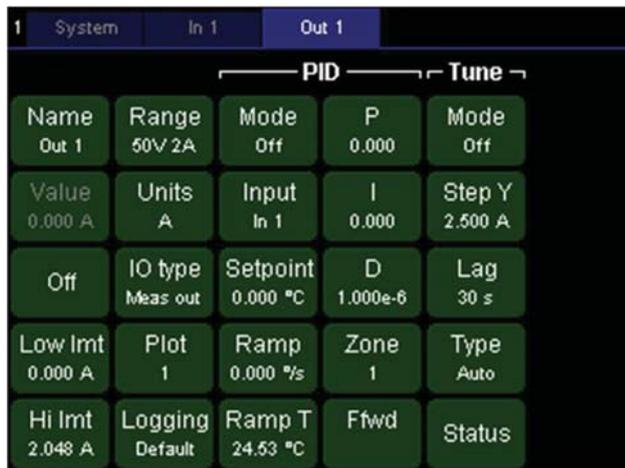 1 System In 1 Out 1
PID Tune
Name Range Mode P Mode
Out 1 50V 2A Off 0.000 Off
Value Units Input I Step Y
0.000 A A In 1 0.000 2.500 A
Off IO type Setpoint D Lag
Meas out 0.000 °C 1.000e-6 30 s
Low lmt Plot Ramp Zone Type
0.000 A 1 0.000 °/s 1 Auto
Hi lmt Logging Ramp T Ffwd Status
2.048 A Default 24.53 °C